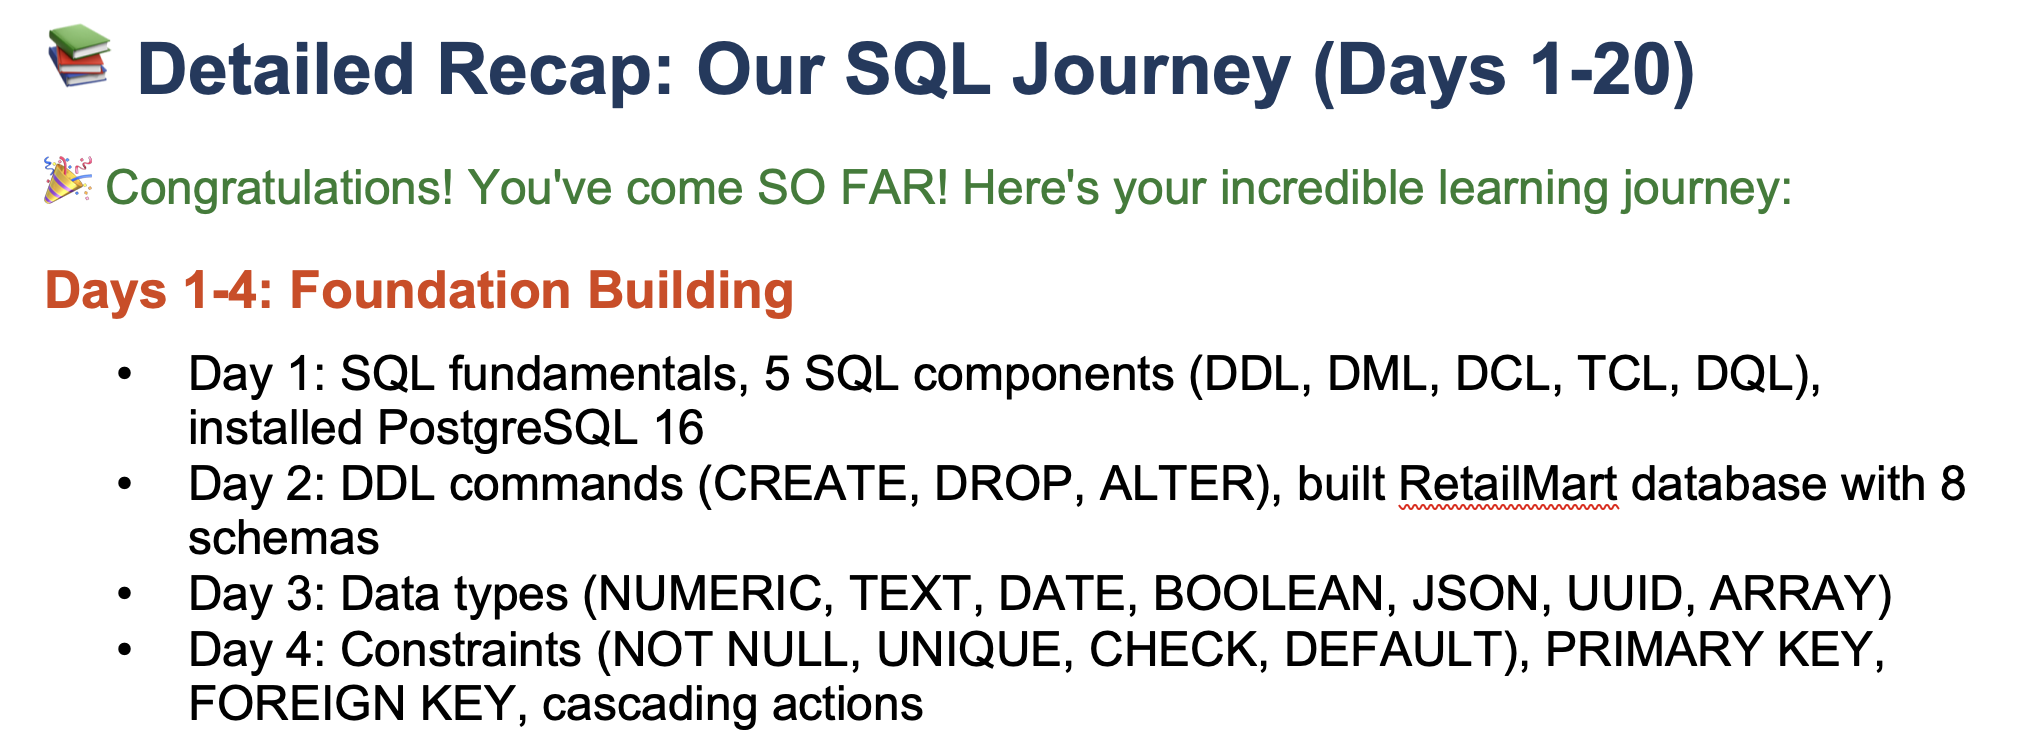 📚 Detailed Recap: Our SQL Journey (Days 1-20)
🎉 Congratulations! You've come SO FAR! Here's your incredible learning journey:
Days 1-4: Foundation Building
• Day 1: SQL fundamentals, 5 SQL components (DDL, DML, DCL, TCL, DQL),
installed PostgreSQL 16
• Day 2: DDL commands (CREATE, DROP, ALTER), built RetailMart database with 8
schemas
• Day 3: Data types (NUMERIC, TEXT, DATE, BOOLEAN, JSON, UUID, ARRAY)
• Day 4: Constraints (NOT NULL, UNIQUE, CHECK, DEFAULT), PRIMARY KEY,
FOREIGN KEY, cascading actions